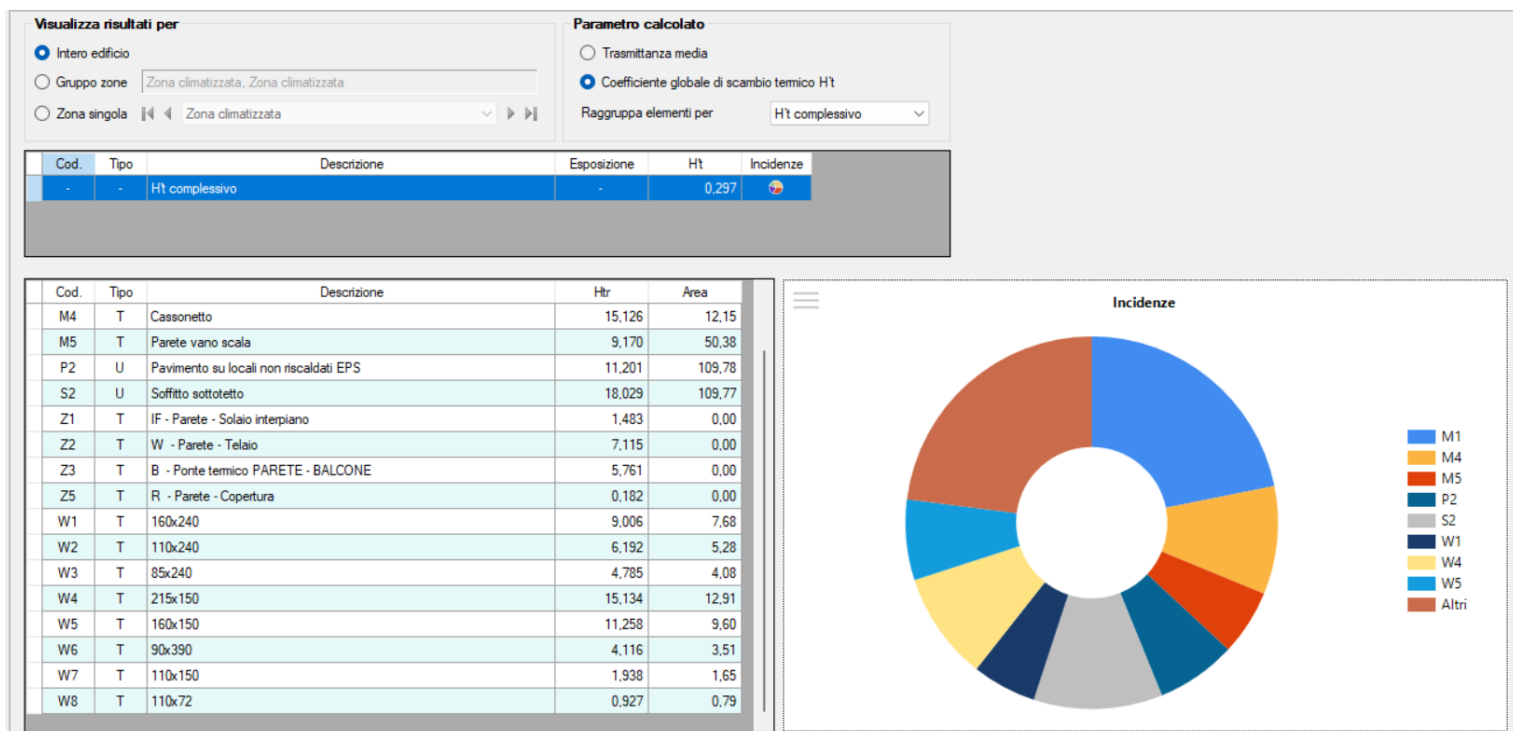 Visualizza risultati per
Intero edificio
Gruppo zone Zona climatizzata, Zona climatizzata
Zona singola Zona climatizzata
Parametro calcolato
Trasmittanza media
Coefficiente globale di scambio termico H't
Raggruppa elementi per H't complessivo
Cod. Tipo Descrizione Esposizione H't Incidenze
- - H't complessivo - 0,297
Cod. Tipo Descrizione Htr Area
M4 T Cassonetto 15,126 12,15
M5 T Parete vano scala 9,170 50,38
P2 U Pavimento su locali non riscaldati EPS 11,201 109,78
S2 U Soffitto sottotetto 18,029 109,77
Z1 T IF - Parete - Solaio interpiano 1,483 0,00
Z2 T W - Parete - Telaio 7,115 0,00
Z3 T B - Ponte termico PARETE - BALCONE 5,761 0,00
Z5 T R - Parete - Copertura 0,182 0,00
W1 T 160x240 9,006 7,68
W2 T 110x240 6,192 5,28
W3 T 85x240 4,785 4,08
W4 T 215x150 15,134 12,91
W5 T 160x150 11,258 9,60
W6 T 90x390 4,116 3,51
W7 T 110x150 1,938 1,65
W8 T 110x72 0,927 0,79
Incidenze
M1
M4
M5
P2
S2
W1
W4
W5
Altri